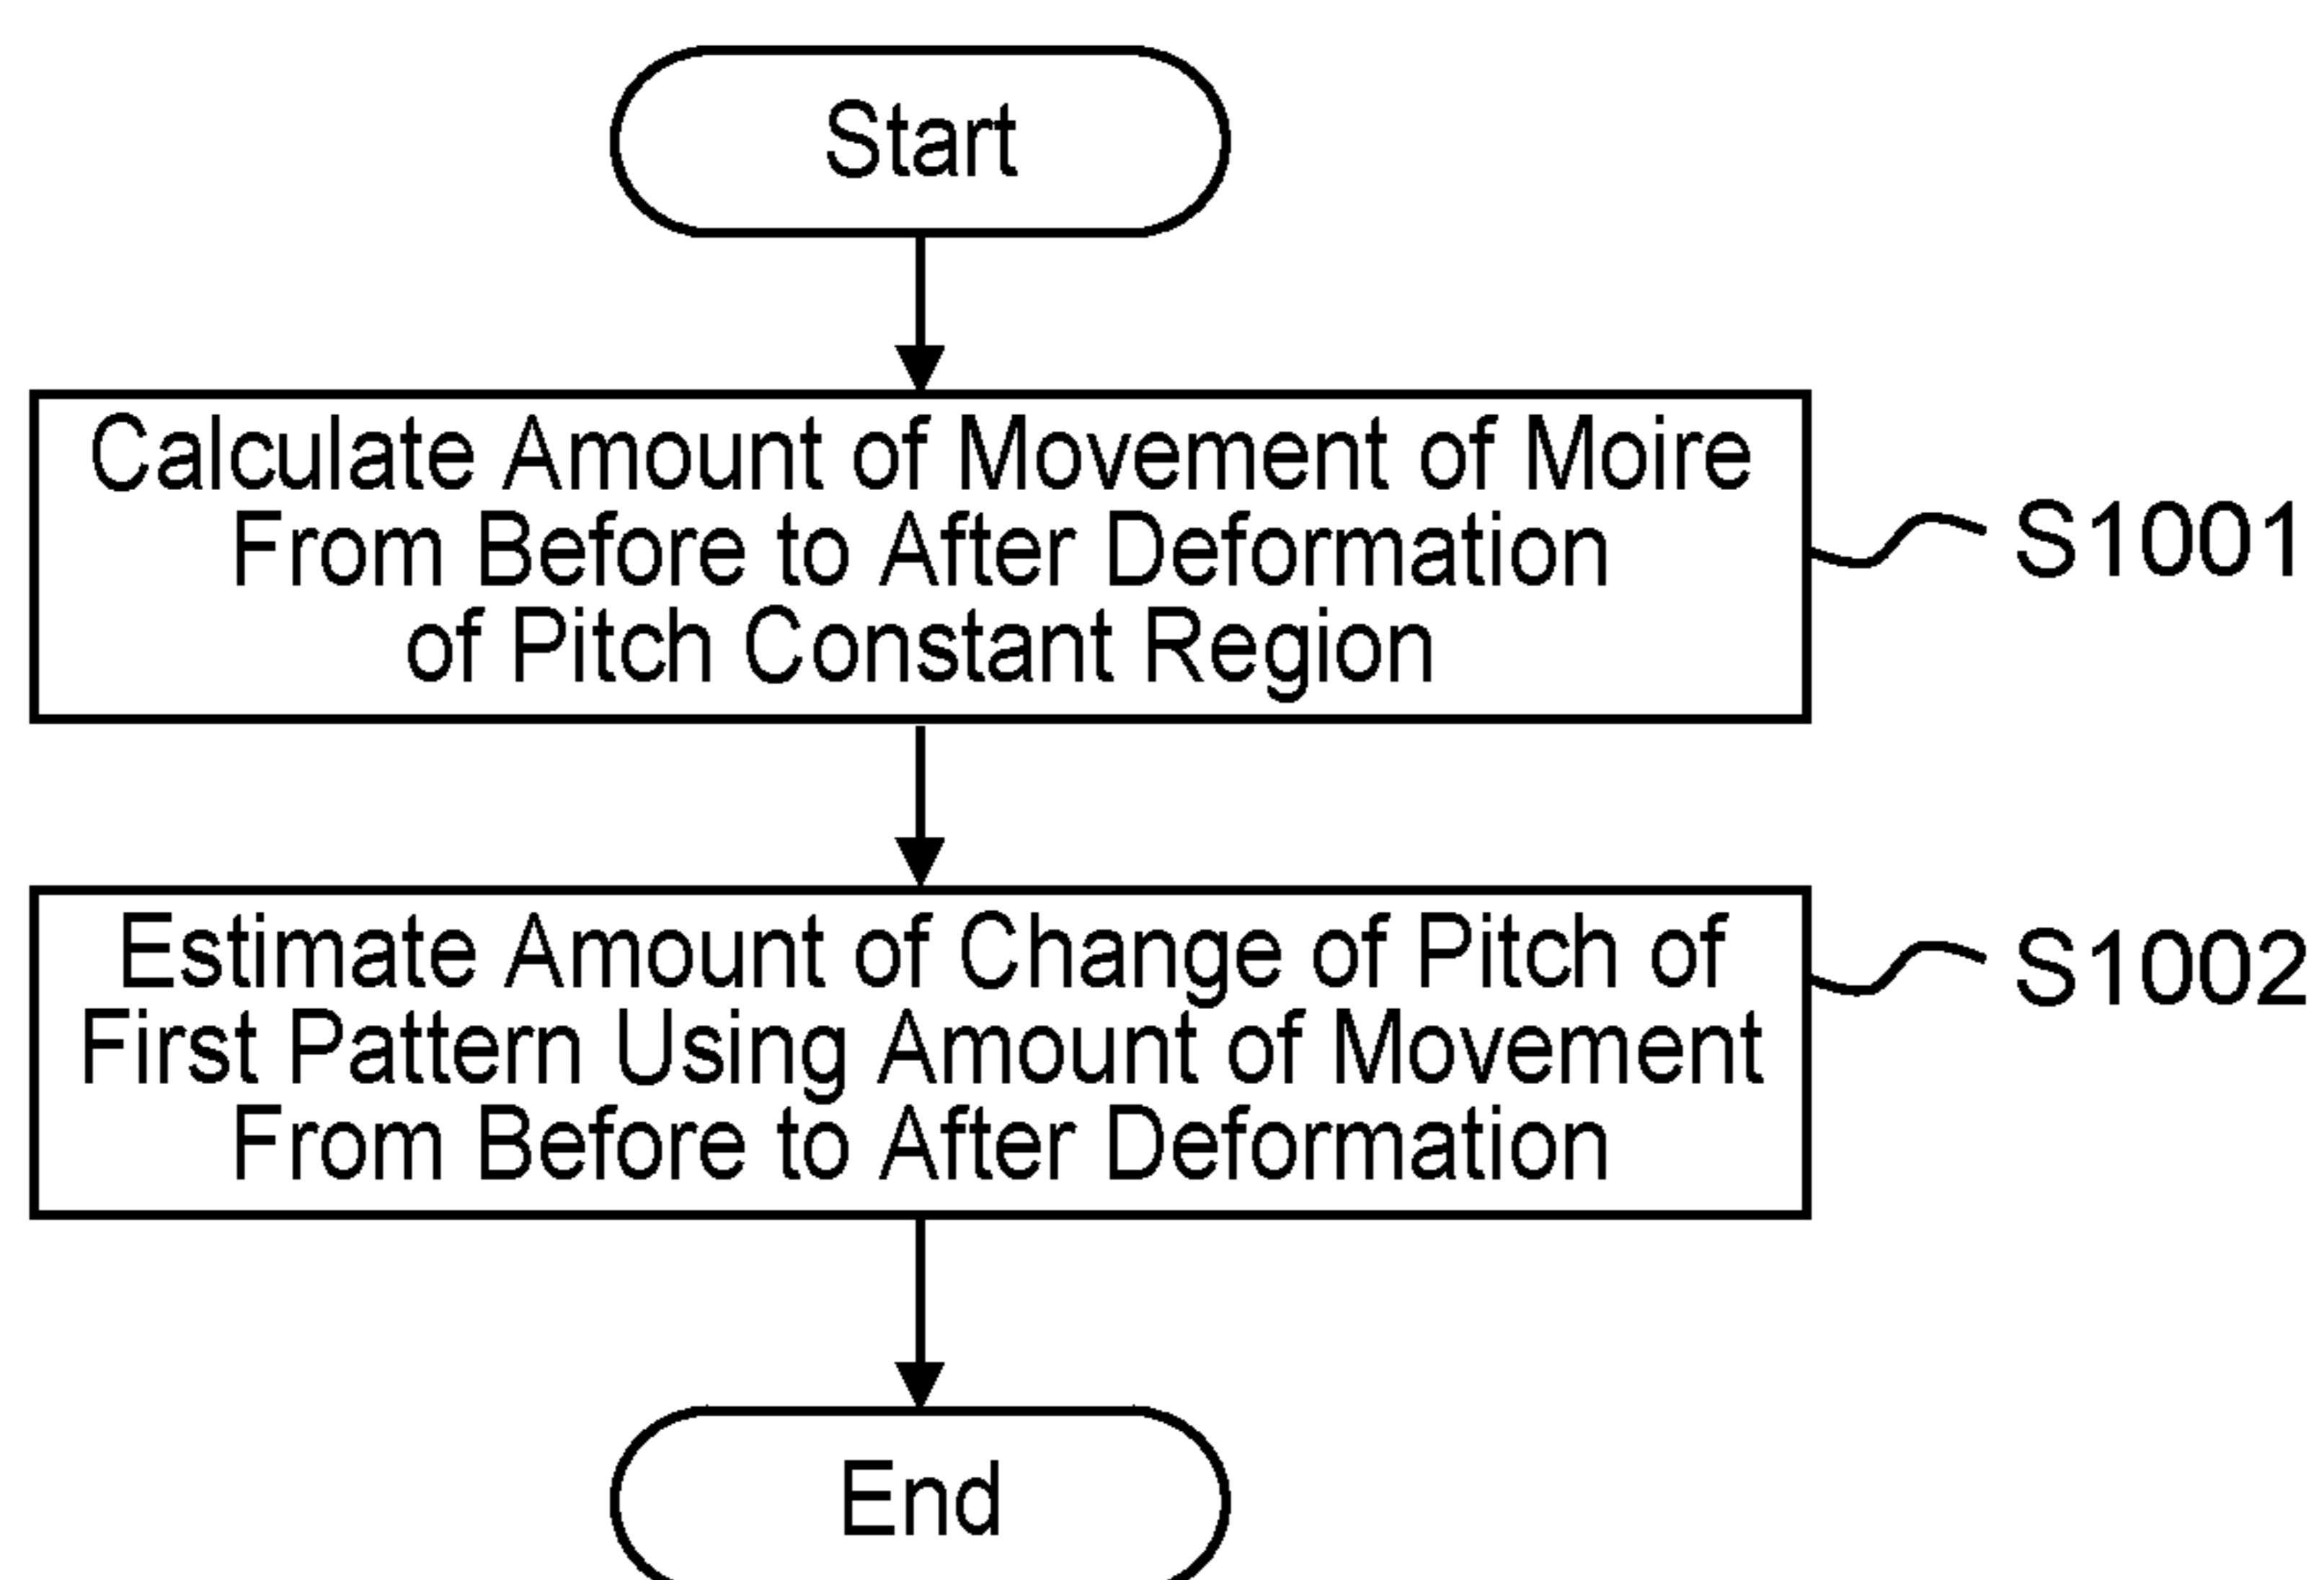 Start
Calculate Amount of Movement of Moire
From Before to After Deformation
of Pitch Constant Region
S1001
Estimate Amount of Change of Pitch of
First Pattern Using Amount of Movement
From Before to After Deformation
S1002
End